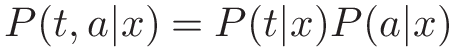 P(t, a|x) = P(t|x)P(a|x)